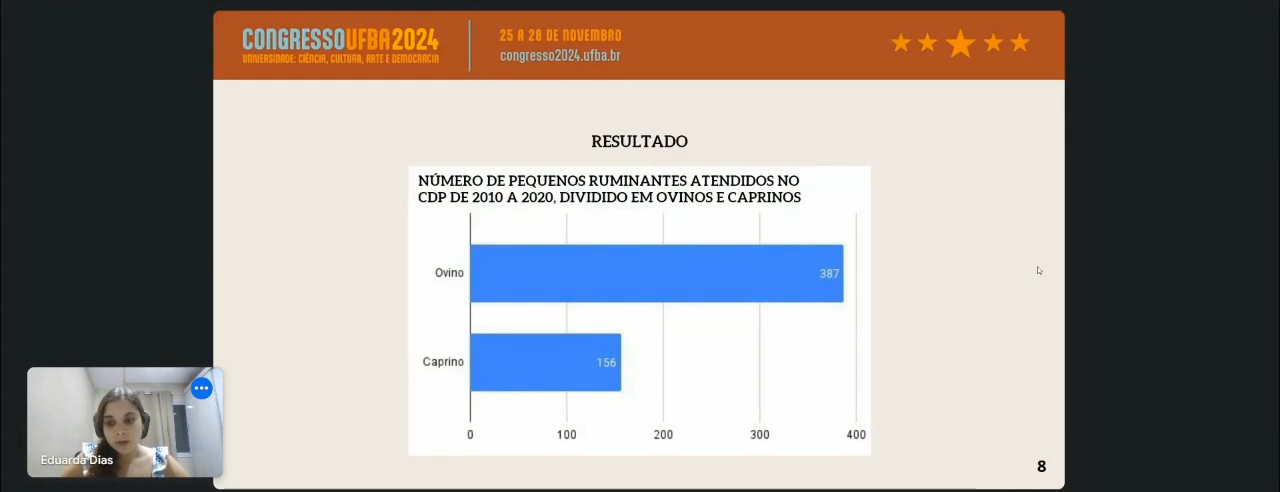 CONGRESSOUFBA2024
UNIVERSIDADE: CIÊNCIA, CULTURA, ARTE E DEMOCRACIA
25 A 28 DE NOVEMBRO
congresso2024.ufba.br
RESULTADO
NÚMERO DE PEQUENOS RUMINANTES ATENDIDOS NO
CDP DE 2010 A 2020, DIVIDIDO EM OVINOS E CAPRINOS
Ovino
387
Caprino
156
0 100 200 300 400
Eduarda Dias
8